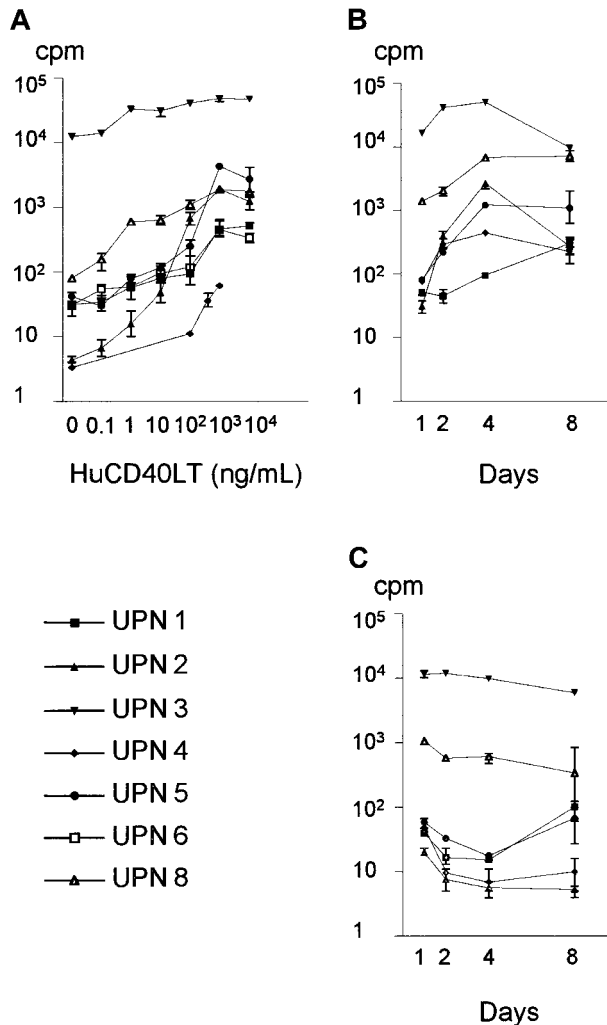 A
cpm
10⁵
10⁴
10³
10²
10
1
0 0.1 1 10 10² 10³ 10⁴
HuCD40LT (ng/mL)
B
cpm
10⁵
10⁴
10³
10²
10
1
1 2 4 8
Days
UPN 1
UPN 2
UPN 3
UPN 4
UPN 5
UPN 6
UPN 8
C
cpm
10⁵
10⁴
10³
10²
10
1
1 2 4 8
Days